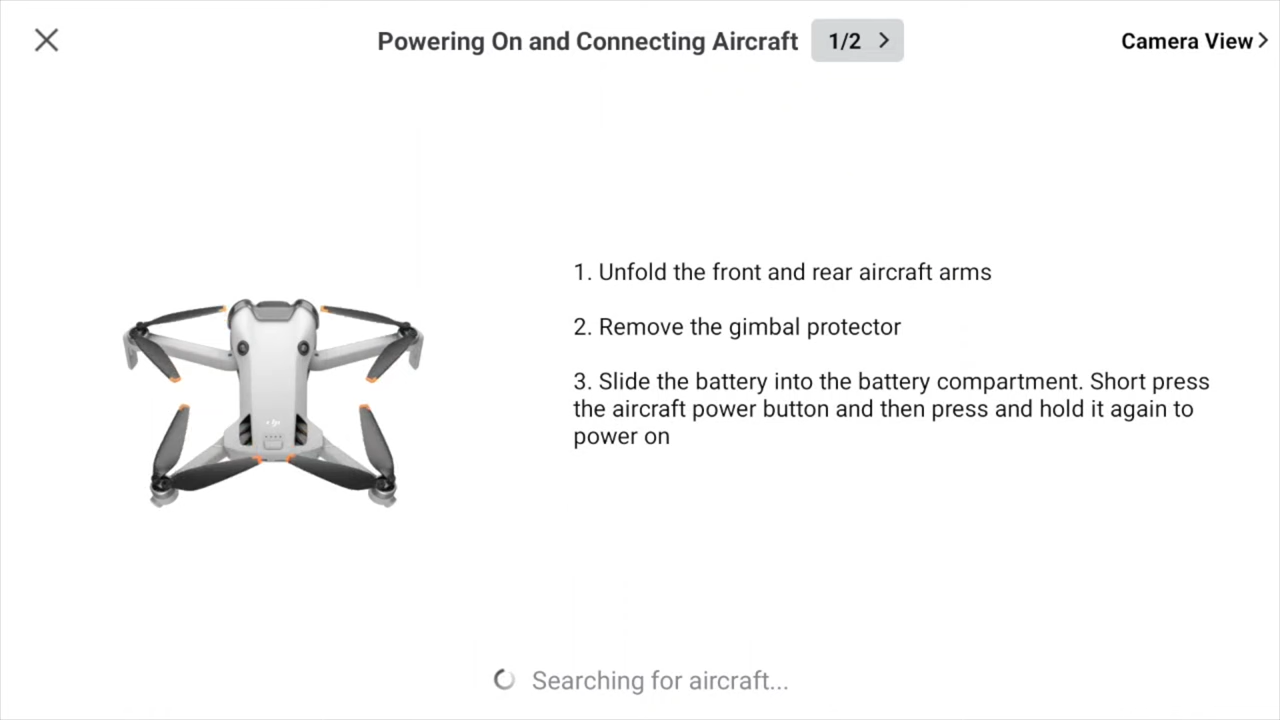 Powering On and Connecting Aircraft
1/2
Camera View
1. Unfold the front and rear aircraft arms
2. Remove the gimbal protector
3. Slide the battery into the battery compartment. Short press
the aircraft power button and then press and hold it again to
power on
Searching for aircraft...